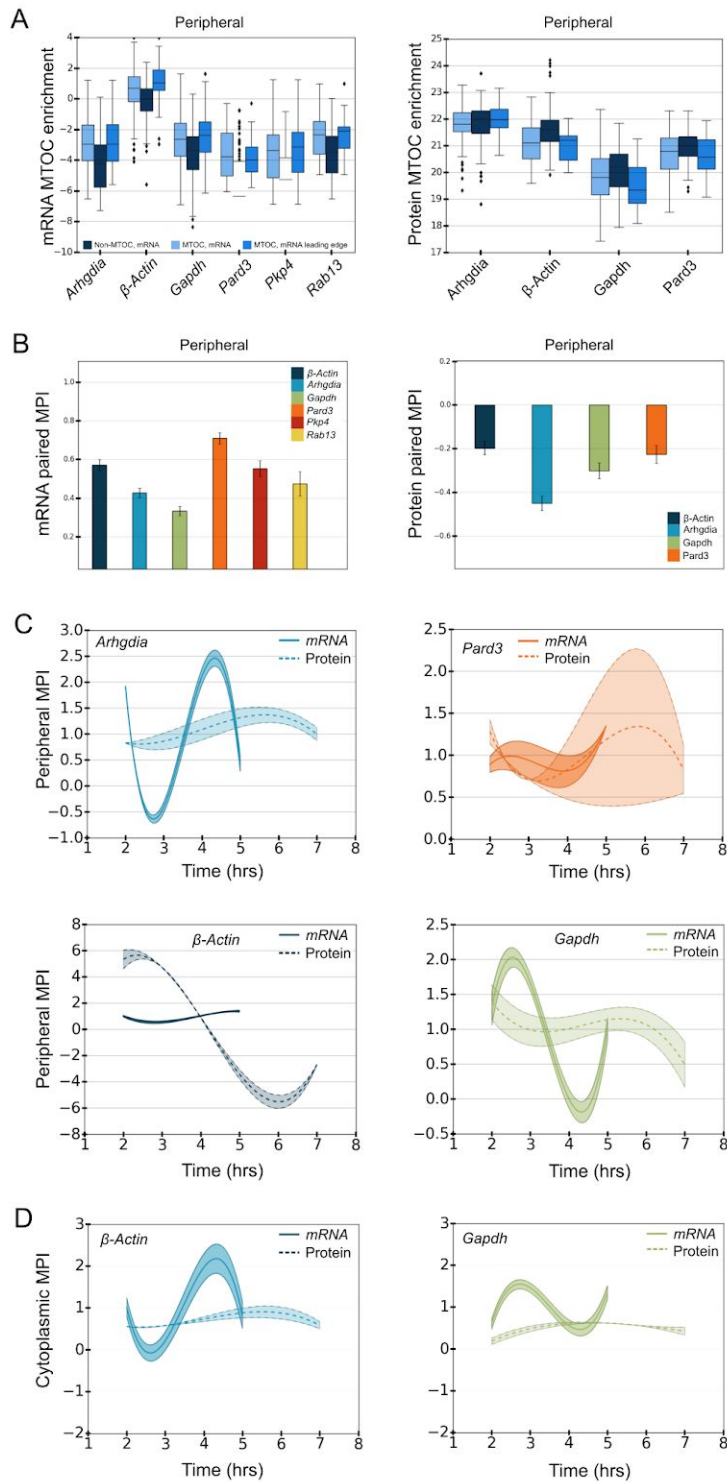 A
Peripheral
mRNA MTOC enrichment
4
2
0
−2
−4
−6
−8
−10
Non-MTOC, mRNA
MTOC, mRNA
MTOC, mRNA leading edge
Arhgdia
β-Actin
Gapdh
Pard3
Pkp4
Rab13
Peripheral
Protein MTOC enrichment
25
24
23
22
21
20
19
18
17
Arhgdia
β-Actin
Gapdh
Pard3
B
Peripheral
mRNA paired MPI
1.0
0.8
0.6
0.4
0.2
β-Actin
Arhgdia
Gapdh
Pard3
Pkp4
Rab13
Peripheral
Protein paired MPI
0.2
0.0
−0.2
−0.4
−0.6
β-Actin
Arhgdia
Gapdh
Pard3
C
Arhgdia
mRNA
Protein
Peripheral MPI
3.0
2.5
2.0
1.5
1.0
0.5
0.0
−0.5
−1.0
1 2 3 4 5 6 7 8
Time (hrs)
Pard3
mRNA
Protein
2.5
2.0
1.5
1.0
0.5
0.0
1 2 3 4 5 6 7 8
Time (hrs)
β-Actin
mRNA
Protein
Peripheral MPI
8
6
4
2
0
−2
−4
−6
−8
1 2 3 4 5 6 7 8
Time (hrs)
Gapdh
mRNA
Protein
2.5
2.0
1.5
1.0
0.5
0.0
−0.5
1 2 3 4 5 6 7 8
Time (hrs)
D
β-Actin
mRNA
Protein
Cytoplasmic MPI
3
2
1
0
−1
−2
1 2 3 4 5 6 7 8
Time (hrs)
Gapdh
mRNA
Protein
3
2
1
0
−1
−2
1 2 3 4 5 6 7 8
Time (hrs)